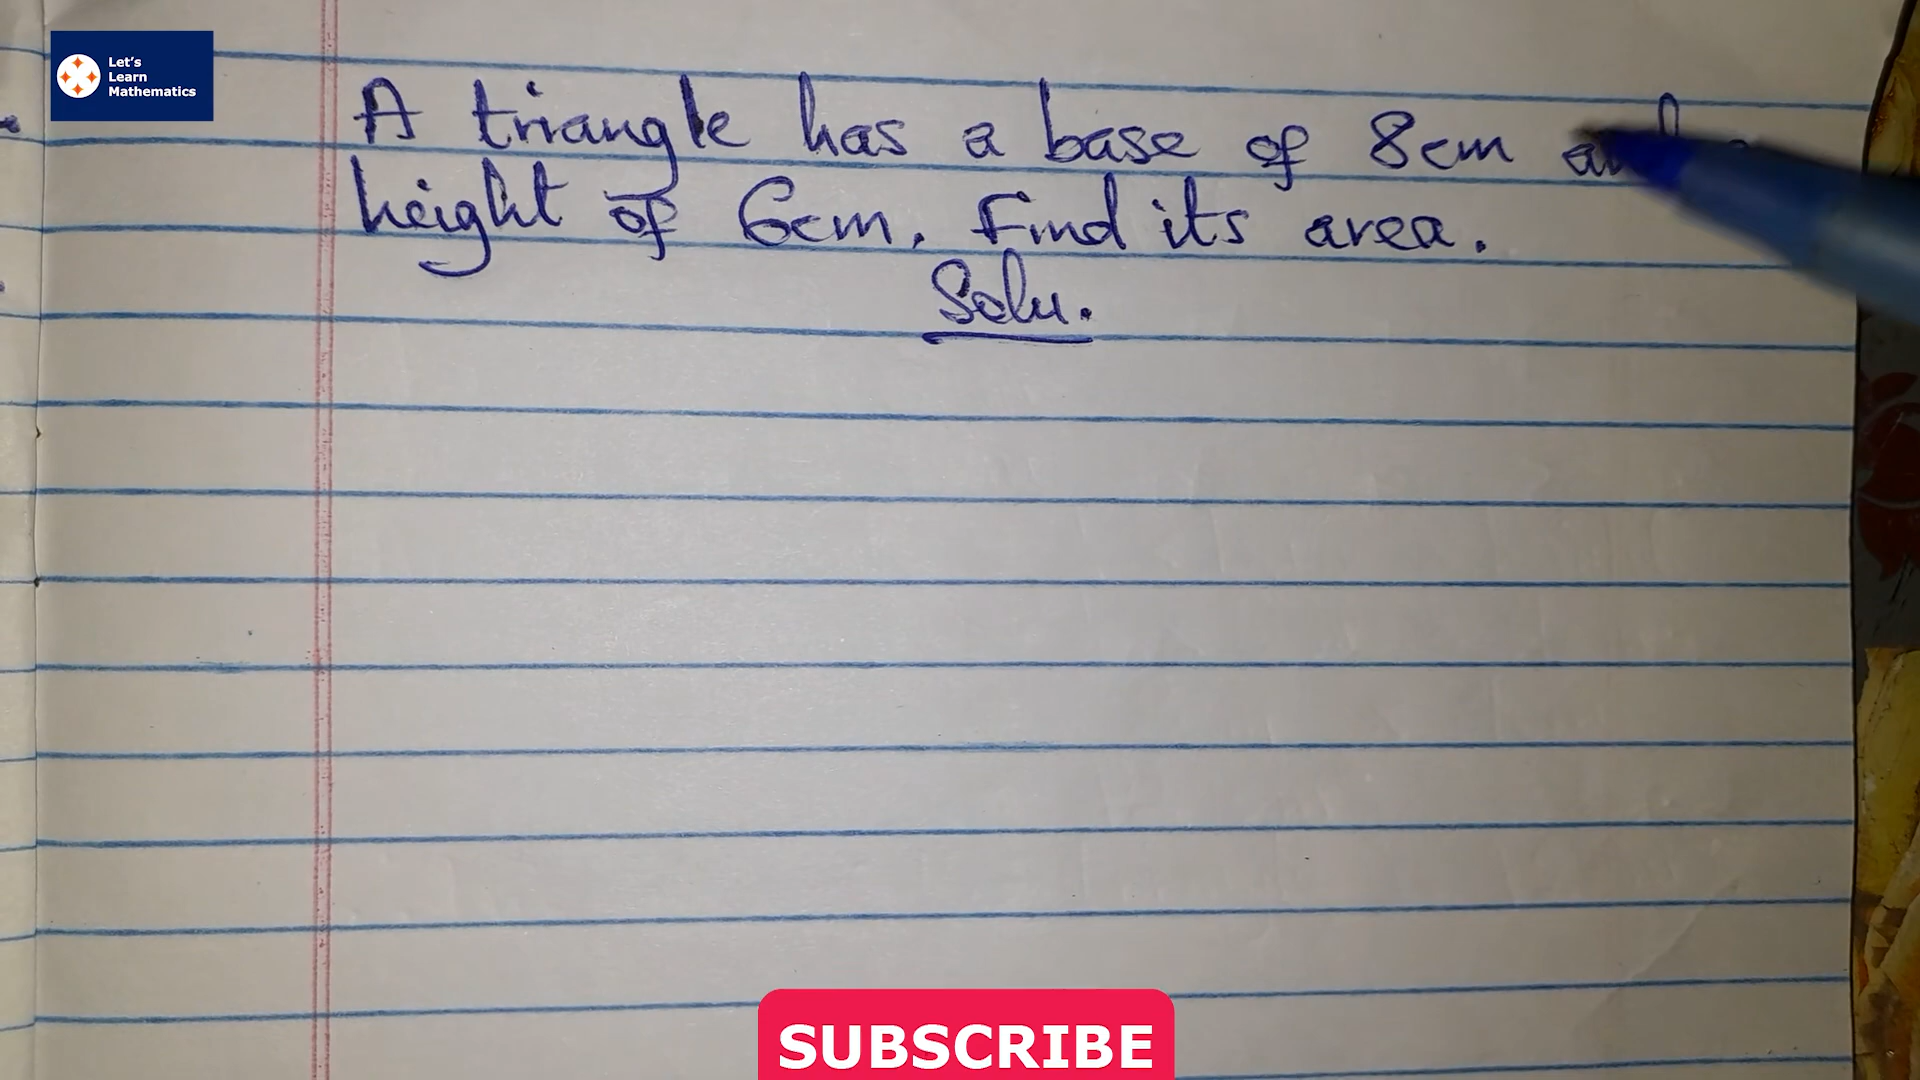 Let's
Learn
Mathematics
A triangle has a base of 8cm
height of 6cm. Find its area.
Solu.
SUBSCRIBE